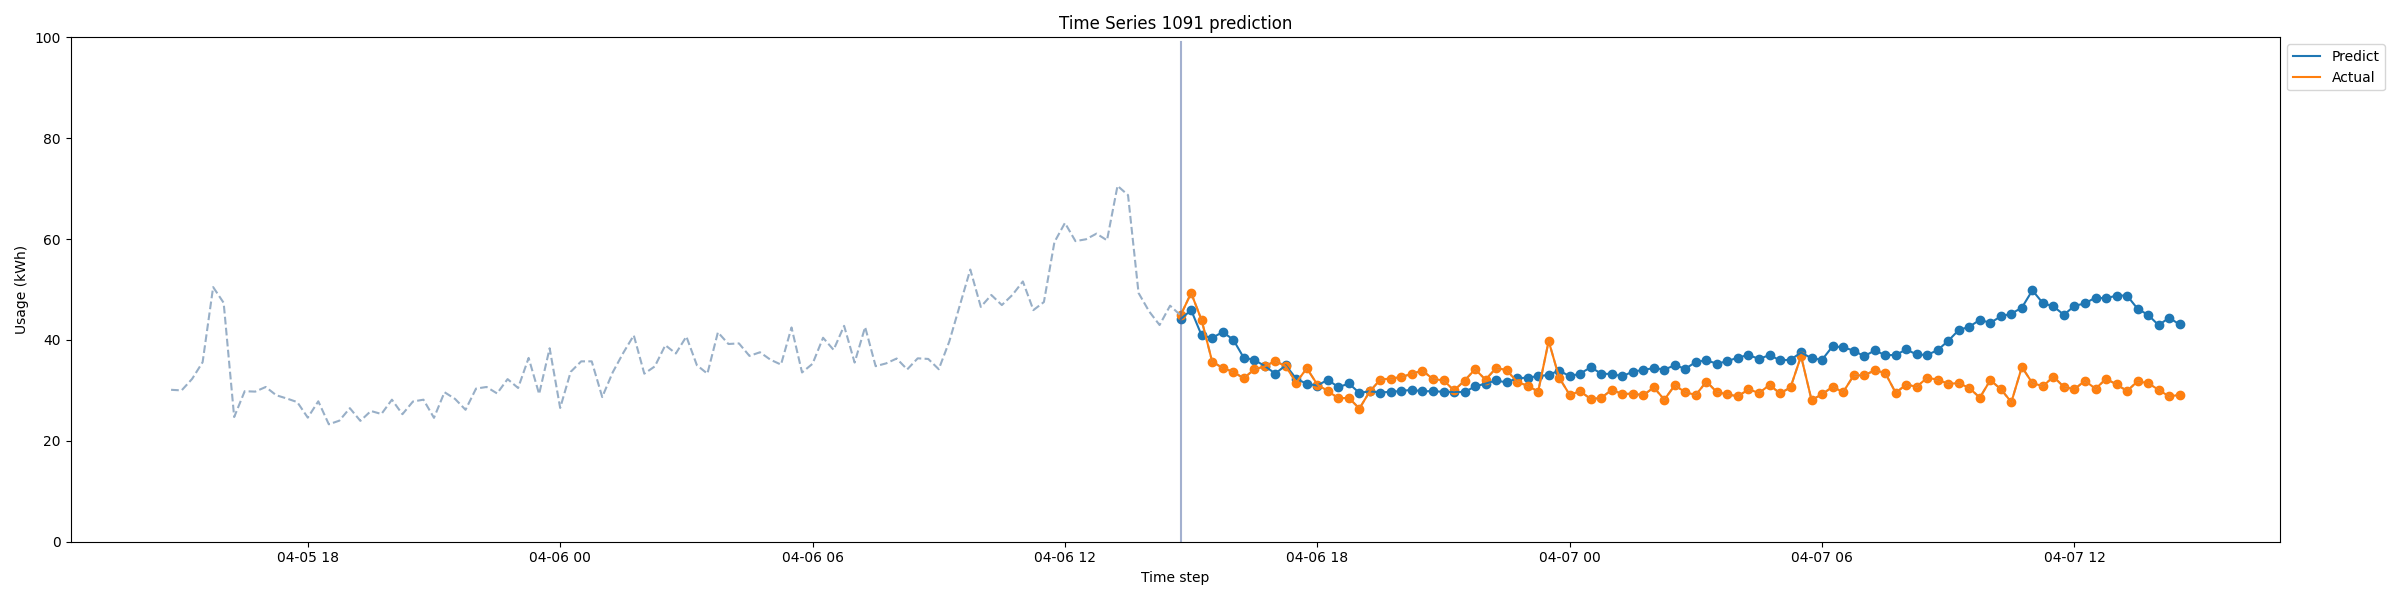 Time Series 1091 prediction
100
80
60
40
20
0
Usage (kWh)
04-05 18
04-06 00
04-06 06
04-06 12
04-06 18
04-07 00
04-07 06
04-07 12
Time step
Predict
Actual